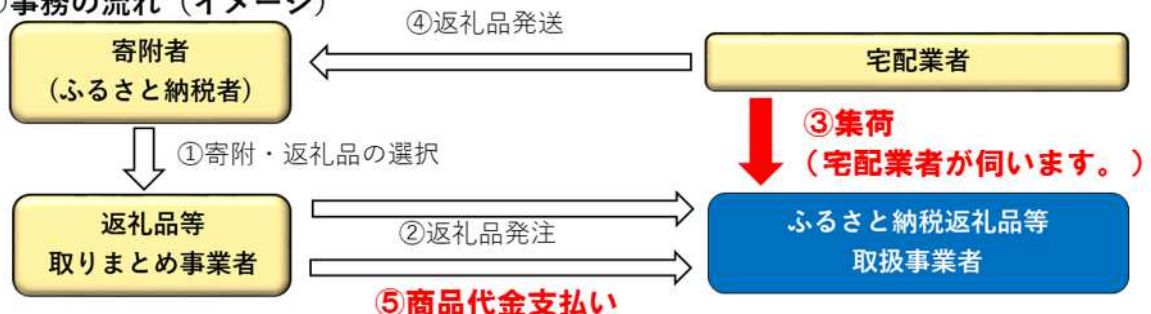 事務の流れ（イメージ）
④返礼品発送
寄附者
（ふるさと納税者）
宅配業者
③集荷
（宅配業者が伺います。）
①寄附・返礼品の選択
返礼品等
取りまとめ事業者
②返礼品発注
ふるさと納税返礼品等
取扱事業者
⑤商品代金支払い